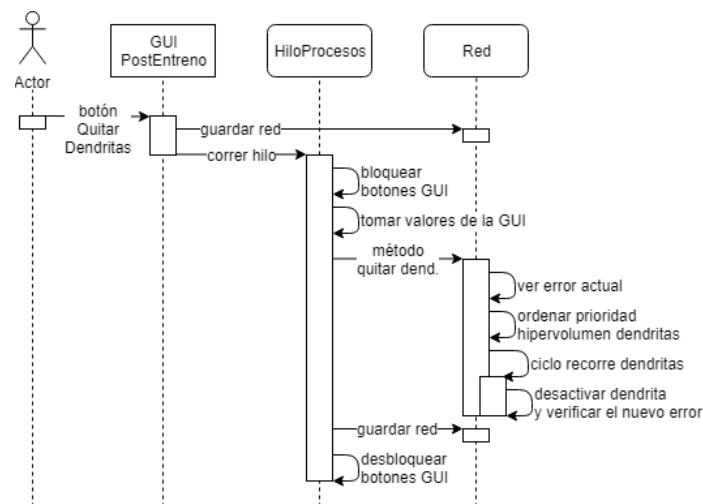 GUI
PostEntreno
HiloProcesos
Red
Actor
botón
Quitar
Dendritas
guardar red
correr hilo
bloquear
botones GUI
tomar valores de la GUI
método
quitar dend.
ver error actual
ordenar prioridad
hipervolumen dendritas
ciclo recorre dendritas
desactivar dendrita
y verificar el nuevo error
guardar red
desbloquear
botones GUI